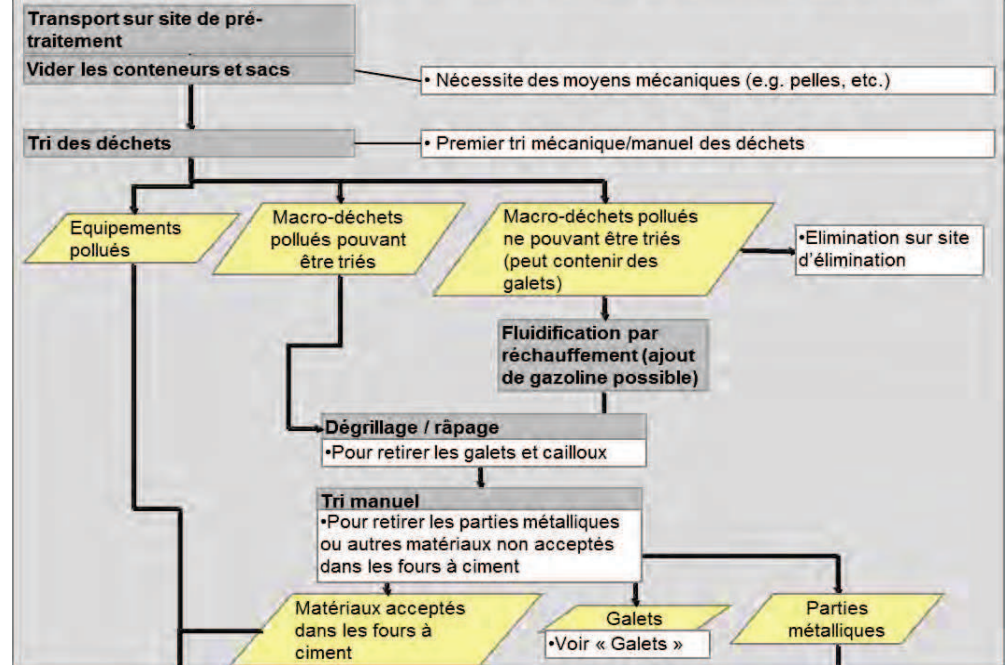 Transport sur site de pré-
traitement
Vider les conteneurs et sacs
• Nécessite des moyens mécaniques (e.g. pelles, etc.)
Tri des déchets
• Premier tri mécanique/manuel des déchets
Equipements
pollués
Macro-déchets
pollués pouvant
être triés
Macro-déchets pollués
ne pouvant être triés
(peut contenir des
galets)
•Elimination sur site
d'élimination
Fluidification par
réchauffement (ajout
de gazoline possible)
Dégrillage / râpage
•Pour retirer les galets et cailloux
Tri manuel
•Pour retirer les parties métalliques
ou autres matériaux non acceptés
dans les fours à ciment
Matériaux acceptés
dans les fours à
ciment
Galets
•Voir « Galets »
Parties
métalliques